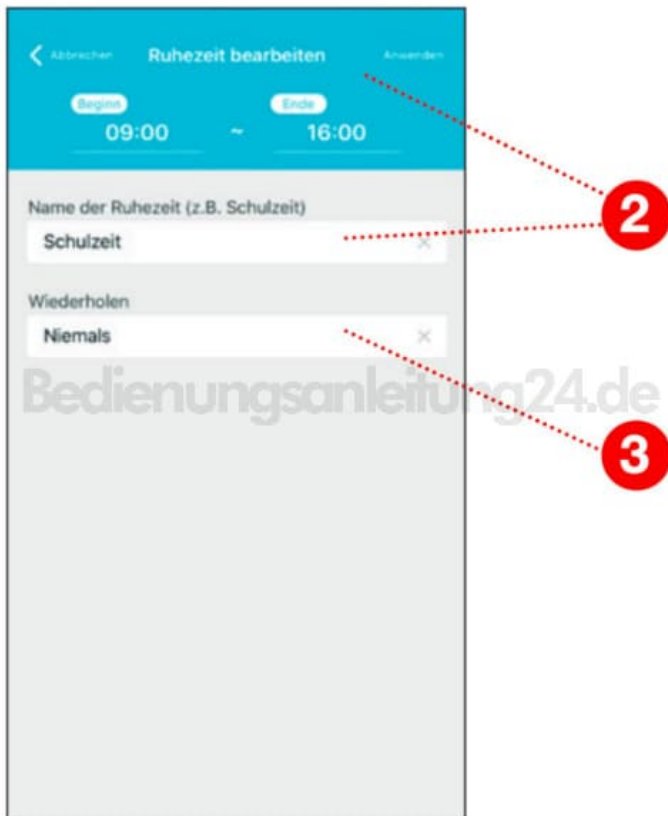 Abbrechen Ruhezeit bearbeiten Anwenden
Beginn Ende
09:00 ~ 16:00
2
Name der Ruhezeit (z.B. Schulzeit)
Schulzeit
Wiederholen
Niemals
Bedienungsanleitung24.de
3